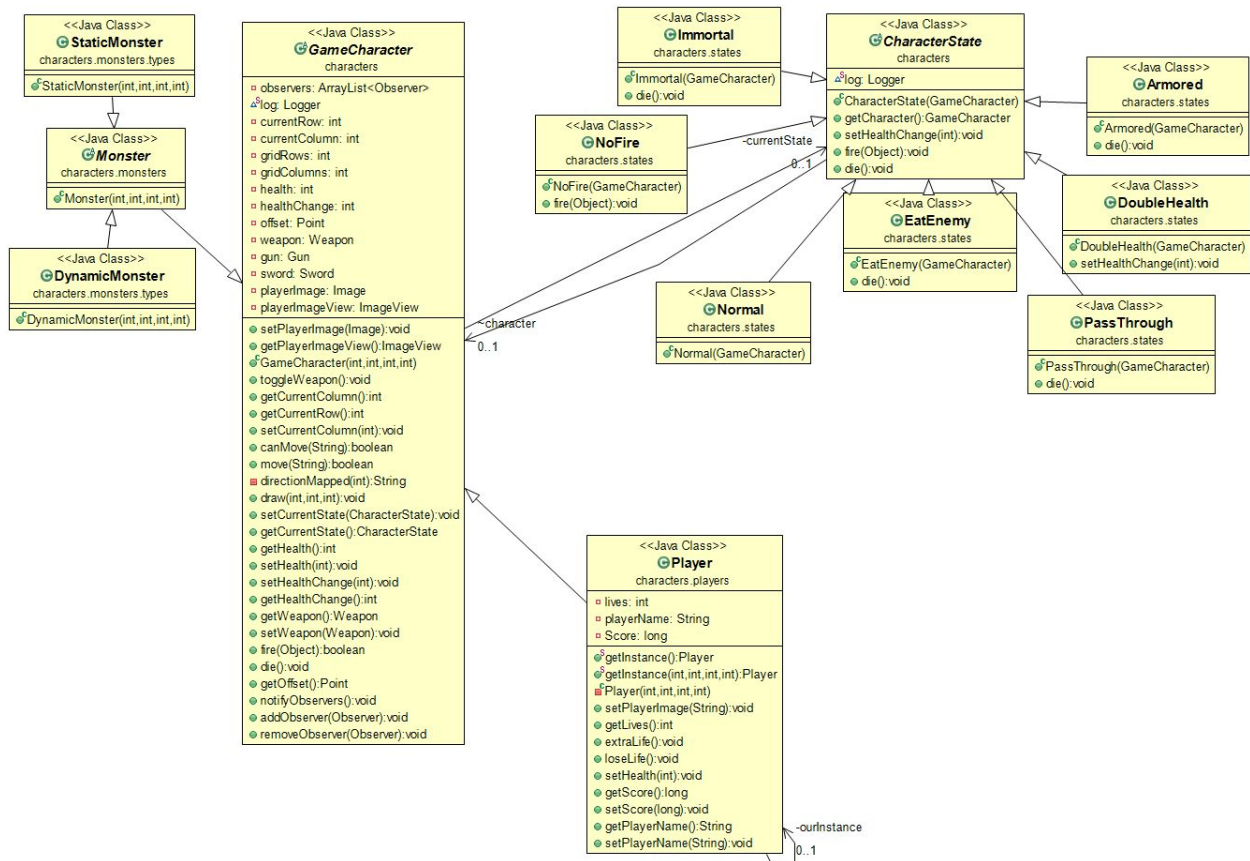 <<Java Class>>
StaticMonster
characters.monsters.types
StaticMonster(int,int,int,int)
<<Java Class>>
Monster
characters.monsters
Monster(int,int,int,int)
<<Java Class>>
DynamicMonster
characters.monsters.types
DynamicMonster(int,int,int,int)
<<Java Class>>
GameCharacter
characters
observers: ArrayList<Observer>
log: Logger
currentRow: int
currentColumn: int
gridRows: int
gridColumns: int
health: int
healthChange: int
offset: Point
weapon: Weapon
gun: Gun
sword: Sword
playerImage: Image
playerImageView: ImageView
setPlayerImage(Image):void
getPlayerImageView():ImageView
GameCharacter(int,int,int,int)
toggleWeapon():void
getCurrentColumn():int
getCurrentRow():int
setCurrentColumn(int):void
canMove(String):boolean
move(String):boolean
directionMapped(int):String
draw(int,int,int):void
setCurrentState(CharacterState):void
getCurrentState():CharacterState
getHealth():int
setHealth(int):void
setHealthChange(int):void
getHealthChange():int
getWeapon():Weapon
setWeapon(Weapon):void
fire(Object):boolean
die():void
getOffset():Point
notifyObservers():void
addObserver(Observer):void
removeObserver(Observer):void
<<Java Class>>
Immortal
characters.states
Immortal(GameCharacter)
die():void
<<Java Class>>
NoFire
characters.states
NoFire(GameCharacter)
fire(Object):void
<<Java Class>>
CharacterState
characters
log: Logger
CharacterState(GameCharacter)
getCharacter():GameCharacter
setHealthChange(int):void
fire(Object):void
die():void
<<Java Class>>
Armored
characters.states
Armored(GameCharacter)
die():void
-currentState
0..1
<<Java Class>>
DoubleHealth
characters.states
DoubleHealth(GameCharacter)
setHealthChange(int):void
<<Java Class>>
EatEnemy
characters.states
EatEnemy(GameCharacter)
die():void
<<Java Class>>
Normal
characters.states
Normal(GameCharacter)
<<Java Class>>
PassThrough
characters.states
PassThrough(GameCharacter)
die():void
~character
0..1
<<Java Class>>
Player
characters.players
lives: int
playerName: String
Score: long
getInstance():Player
getInstance(int,int,int,int):Player
Player(int,int,int,int)
setPlayerImage(String):void
getLives():int
extraLife():void
loseLife():void
setHealth(int):void
getScore():long
setScore(long):void
getPlayerName():String
setPlayerName(String):void
-ourInstance
0..1